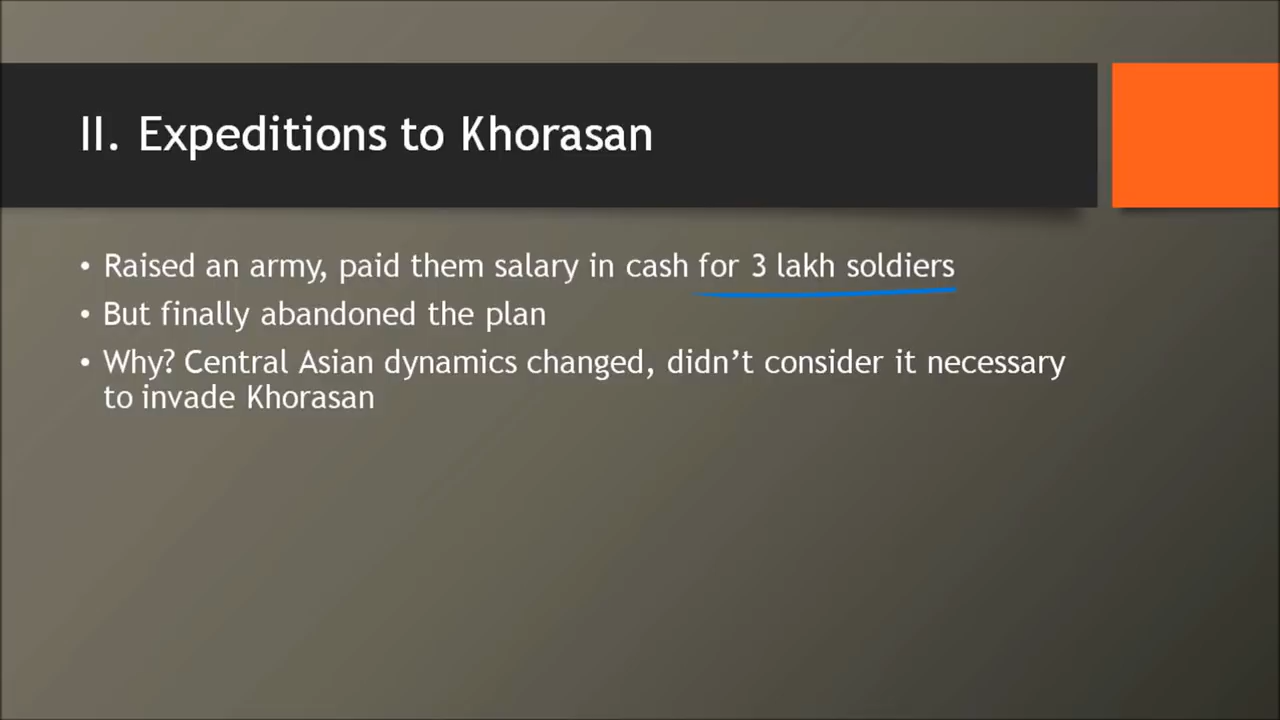 II. Expeditions to Khorasan
• Raised an army, paid them salary in cash for 3 lakh soldiers
• But finally abandoned the plan
• Why? Central Asian dynamics changed, didn’t consider it necessary
to invade Khorasan